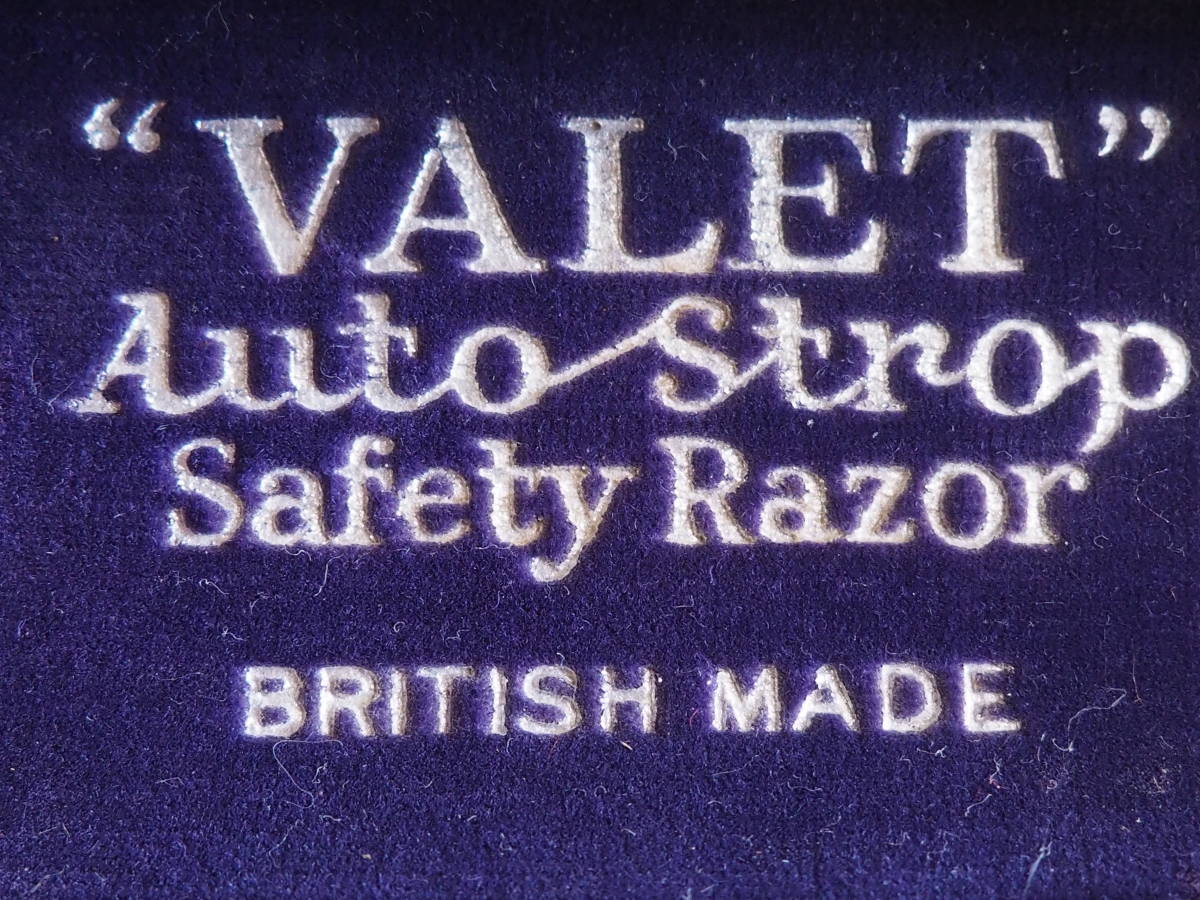 “VALET”
Auto Strop
Safety Razor
BRITISH MADE